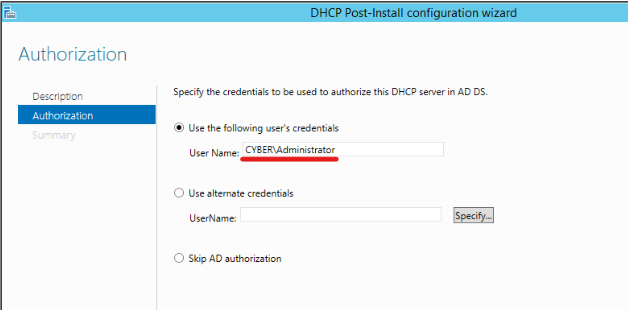 DHCP Post-Install configuration wizard
Authorization
Description
Authorization
Summary
Specify the credentials to be used to authorize this DHCP server in AD DS.
Use the following user's credentials
User Name: CYBER\Administrator
Use alternate credentials
UserName: Specify...
Skip AD authorization